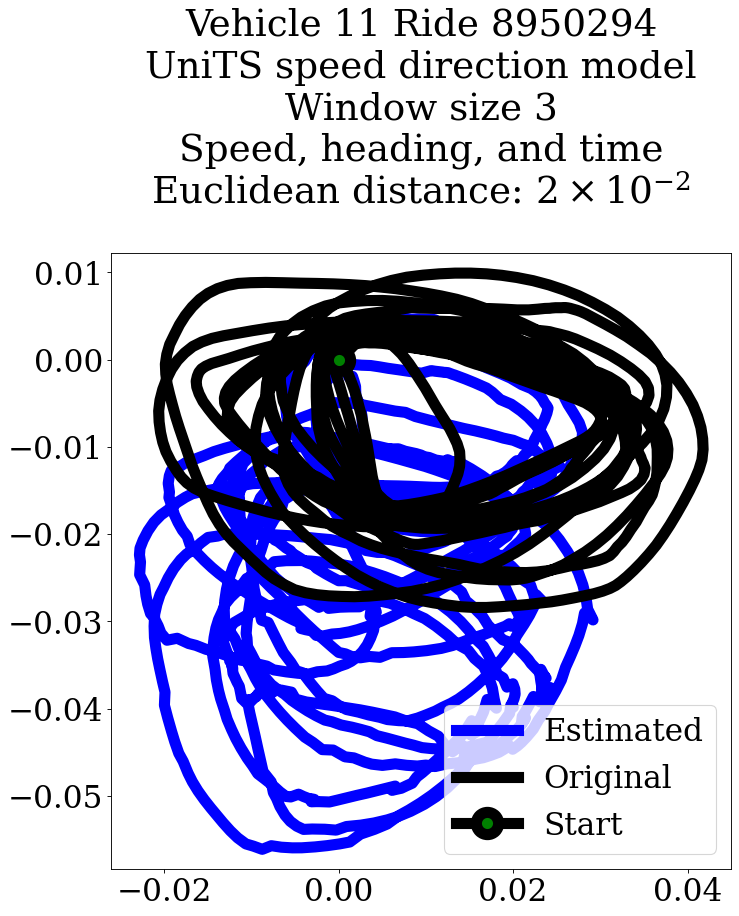 Vehicle 11 Ride 8950294
UniTS speed direction model
Window size 3
Speed, heading, and time
Euclidean distance: 2 × 10⁻²
0.01
0.00
−0.01
−0.02
−0.03
−0.04
−0.05
Estimated
Original
Start
−0.02 0.00 0.02 0.04